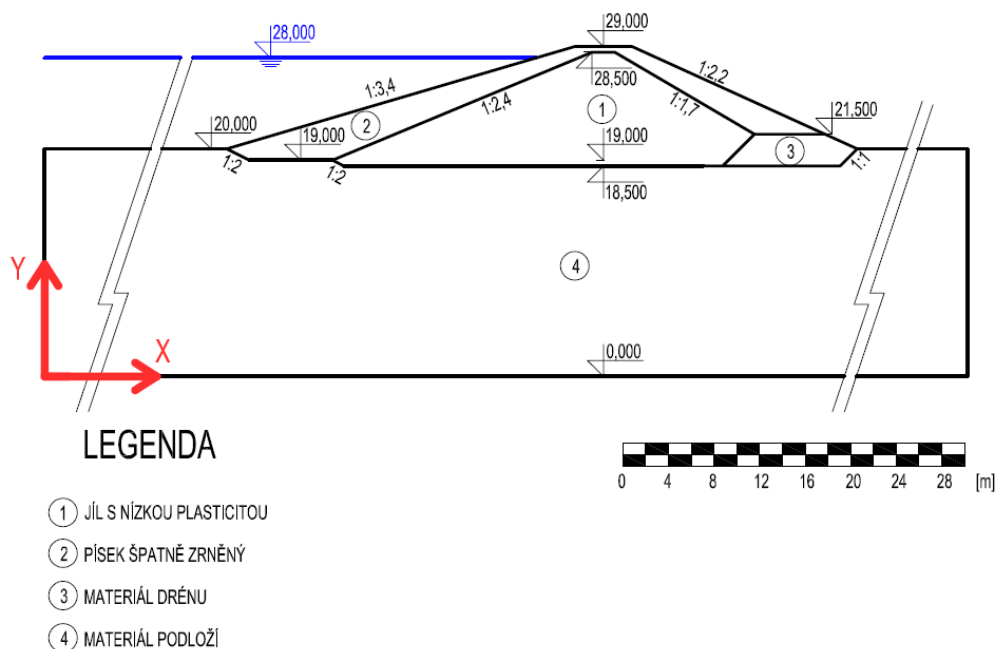 28,000
29,000
28,500
1:3,4
1:2,4
1:2,2
1:1,7
1
2
20,000
19,000
19,000
21,500
3
1:2
1:2
18,500
1:1
4
Y
X
0,000
LEGENDA
0 4 8 12 16 20 24 28 [m]
1 JÍL S NÍZKOU PLASTICITOU
2 PÍSEK ŠPATNĚ ZRNĚNÝ
3 MATERIÁL DRÉNU
4 MATERIÁL PODLOŽÍ